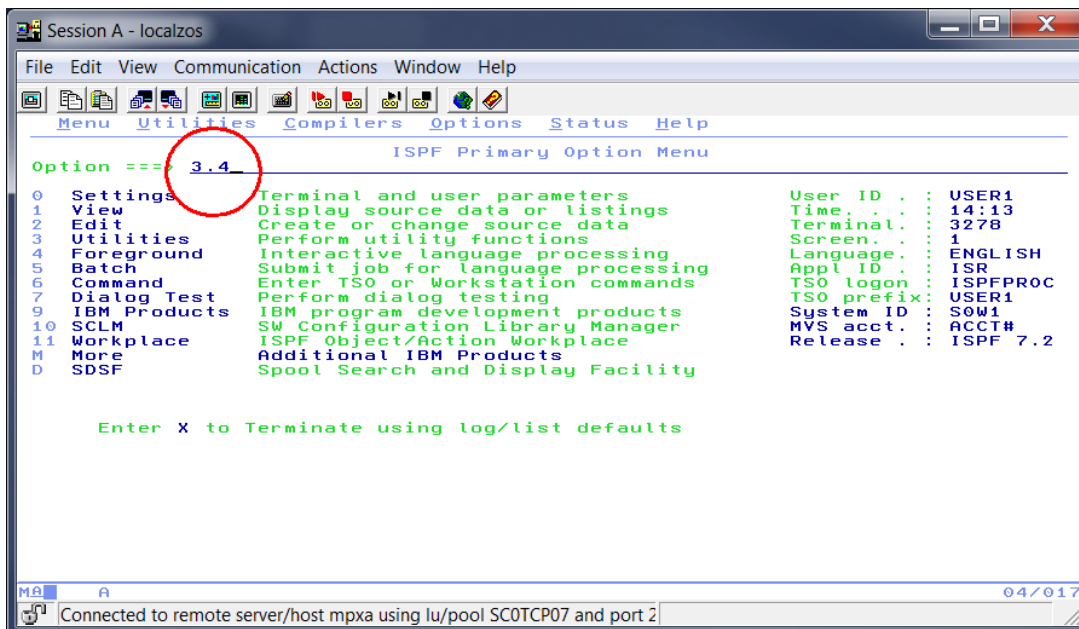 Session A - localzos
File Edit View Communication Actions Window Help
Menu Utilities Compilers Options Status Help
ISPF Primary Option Menu
Option ===> 3.4_
0 Settings Terminal and user parameters User ID . : USER1
1 View Display source data or listings Time. . . : 14:13
2 Edit Create or change source data Terminal. : 3278
3 Utilities Perform utility functions Screen. . : 1
4 Foreground Interactive language processing Language. : ENGLISH
5 Batch Submit job for language processing Appl ID . : ISR
6 Command Enter TSO or Workstation commands TSO logon : ISPFPROC
7 Dialog Test Perform dialog testing TSO prefix: USER1
9 IBM Products IBM program development products System ID : S0W1
10 SCLM SW Configuration Library Manager MVS acct. : ACCT#
11 Workplace ISPF Object/Action Workplace Release . : ISPF 7.2
M More Additional IBM Products
D SDSF Spool Search and Display Facility
Enter X to Terminate using log/list defaults
MA A 04/017
Connected to remote server/host mpxa using lu/pool SC0TCP07 and port 2